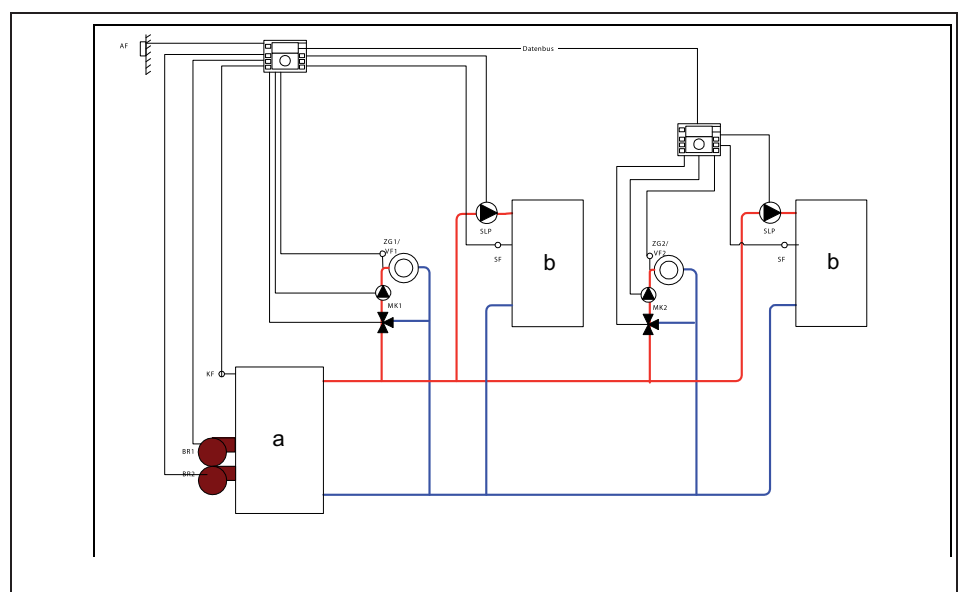 AF
Datenbus
ZG1/
VF1
SLP
SF
b
ZG2/
VF2
SLP
SF
b
MK1
MK2
KF
a
BR1
BR2